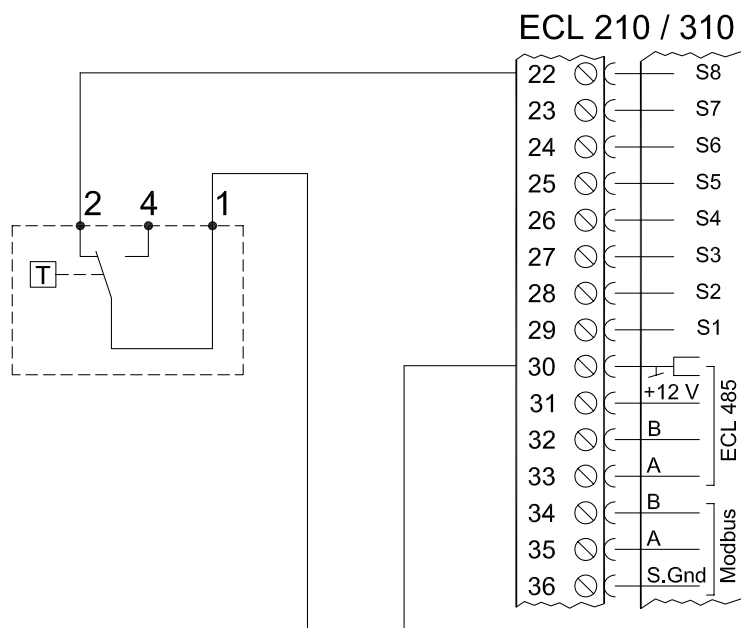 ECL 210 / 310
22 S8
23 S7
2 4 1
24 S6
25 S5
26 S4
T
27 S3
28 S2
29 S1
30
31 +12 V
32 B
33 A
ECL 485
34 B
35 A
36 S.Gnd
Modbus